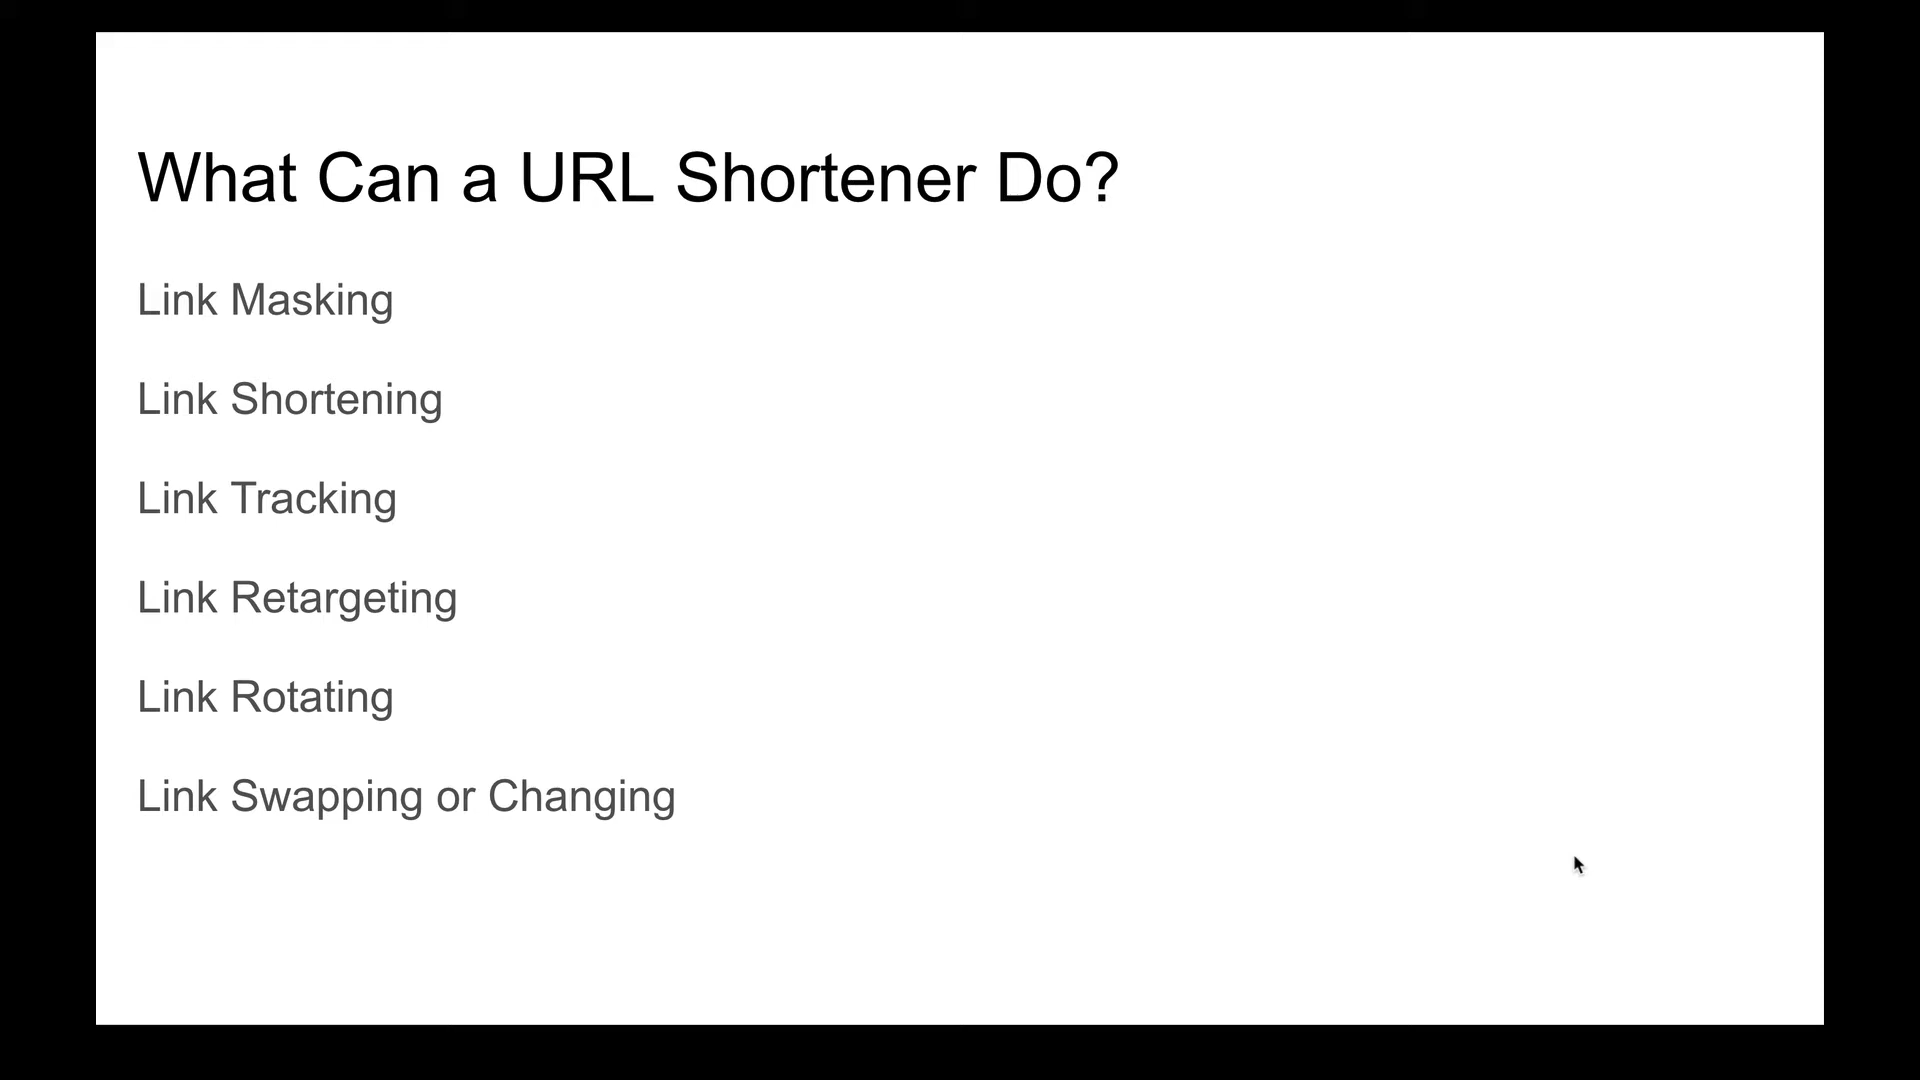 What Can a URL Shortener Do?
Link Masking
Link Shortening
Link Tracking
Link Retargeting
Link Rotating
Link Swapping or Changing